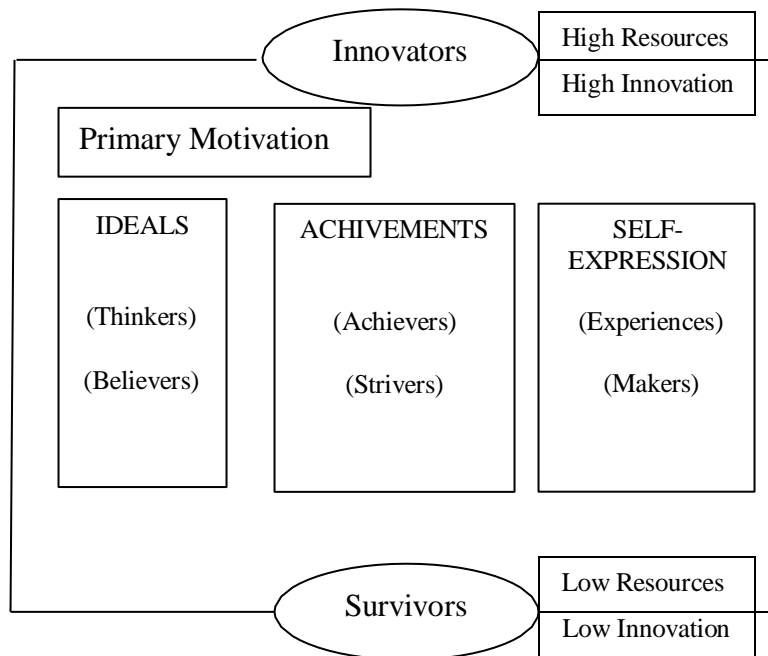 Innovators
High Resources
High Innovation
Primary Motivation
IDEALS
(Thinkers)
(Believers)
ACHIVEMENTS
(Achievers)
(Strivers)
SELF-
EXPRESSION
(Experiences)
(Makers)
Survivors
Low Resources
Low Innovation